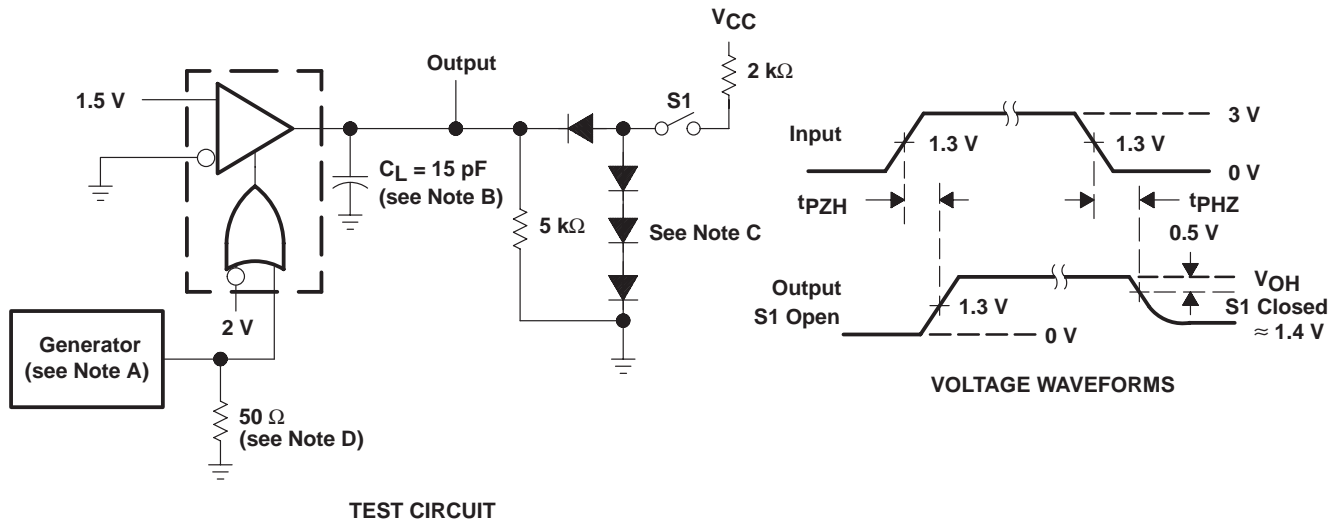 VCC
2 kΩ
Output
S1
1.5 V
CL = 15 pF
(see Note B)
5 kΩ
See Note C
2 V
Generator
(see Note A)
50 Ω
(see Note D)
TEST CIRCUIT
Input
1.3 V
1.3 V
3 V
0 V
tPZH
tPHZ
0.5 V
Output
S1 Open
1.3 V
0 V
VOH
S1 Closed
≈ 1.4 V
VOLTAGE WAVEFORMS